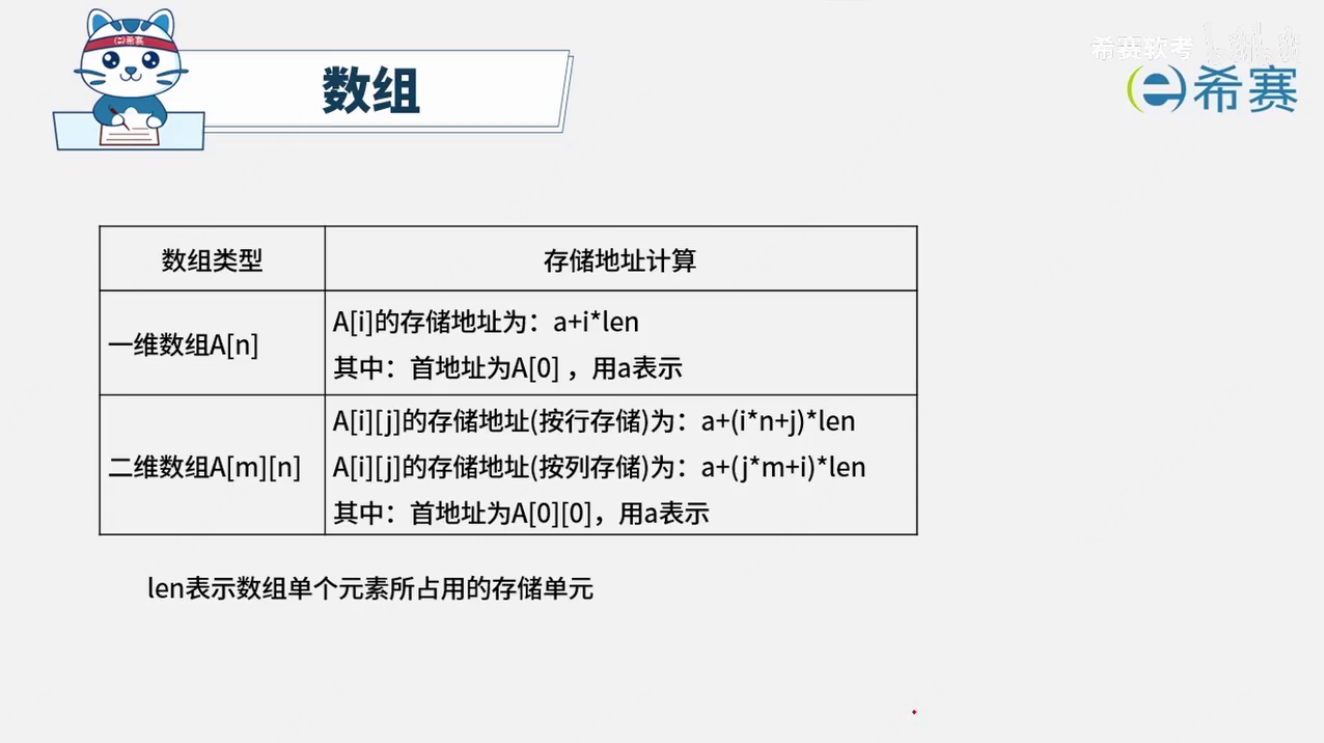 希赛
数组
希赛软考
希赛
数组类型
存储地址计算
一维数组A[n]
A[i]的存储地址为：a+i*len
其中：首地址为A[0] ，用a表示
二维数组A[m][n]
A[i][j]的存储地址(按行存储)为：a+(i*n+j)*len
A[i][j]的存储地址(按列存储)为：a+(j*m+i)*len
其中：首地址为A[0][0]，用a表示
len表示数组单个元素所占用的存储单元